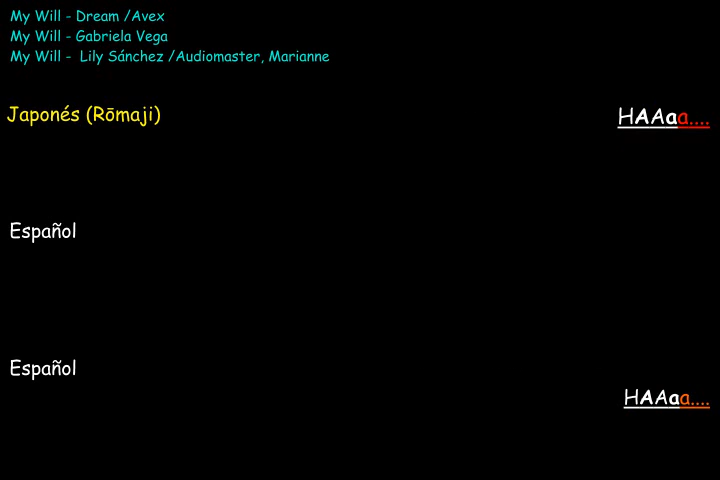 My Will - Dream /Avex
My Will - Gabriela Vega
My Will -  Lily Sánchez /Audiomaster, Marianne
Japonés (Rōmaji)
HAAaa....
Español
Español
HAAaa....